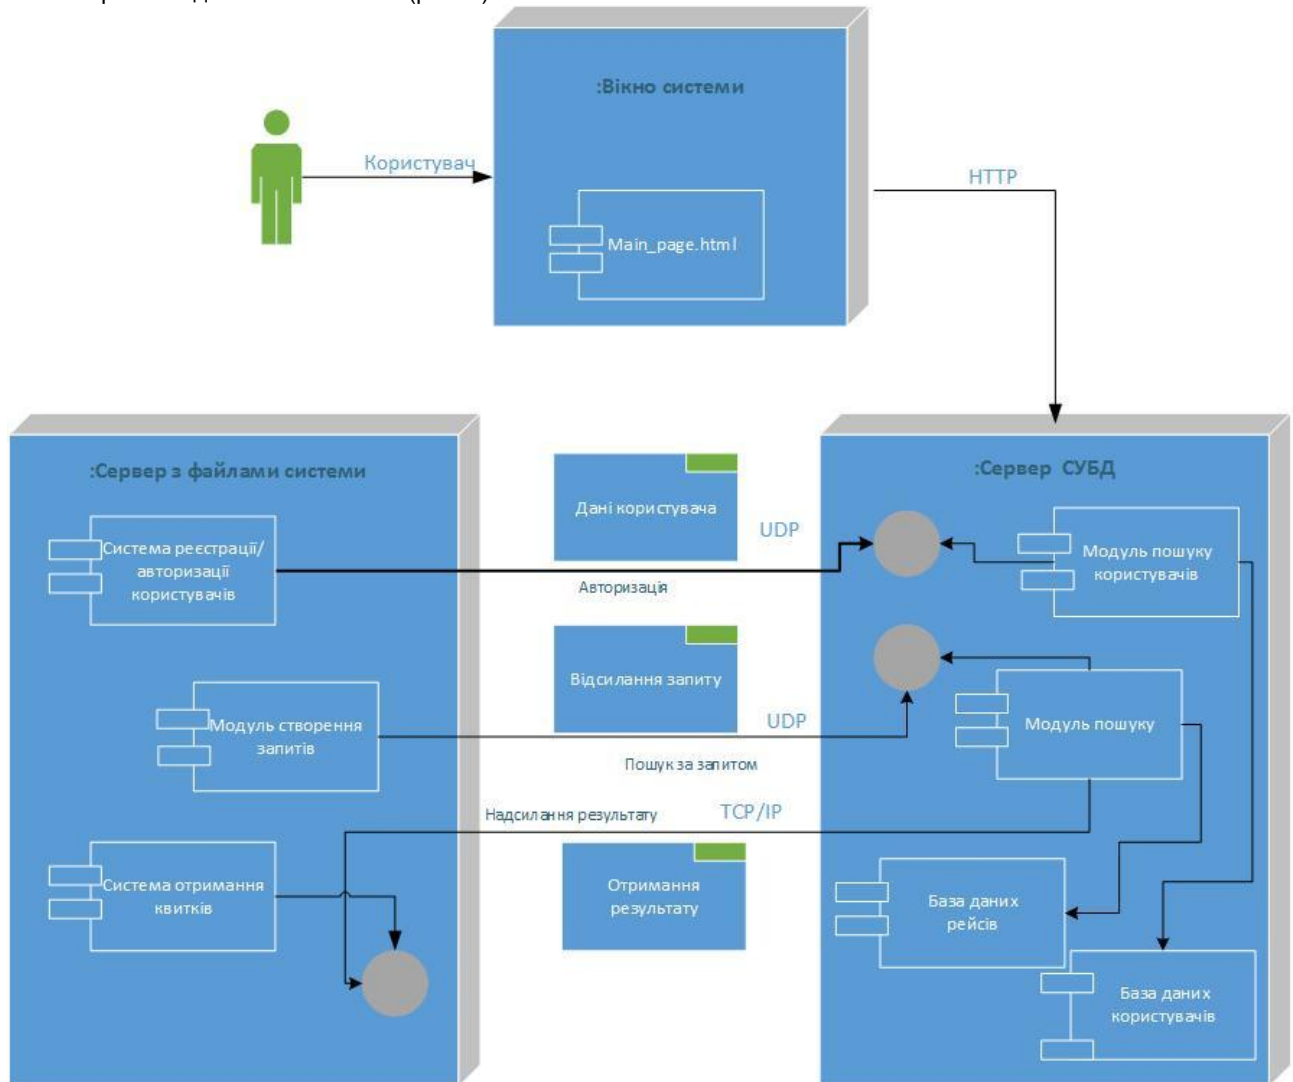 :Вікно системи
Користувач
HTTP
Main_page.html
:Сервер з файлами системи
:Сервер СУБД
Дані користувача
UDP
Система реєстрації/
авторизації
користувачів
Модуль пошуку
користувачів
Авторизація
Відсилання запиту
Модуль створення
запитів
UDP
Модуль пошуку
Пошук за запитом
Надсилання результату
TCP/IP
Система отримання
квитків
Отримання
результату
База даних
рейсів
База даних
користувачів